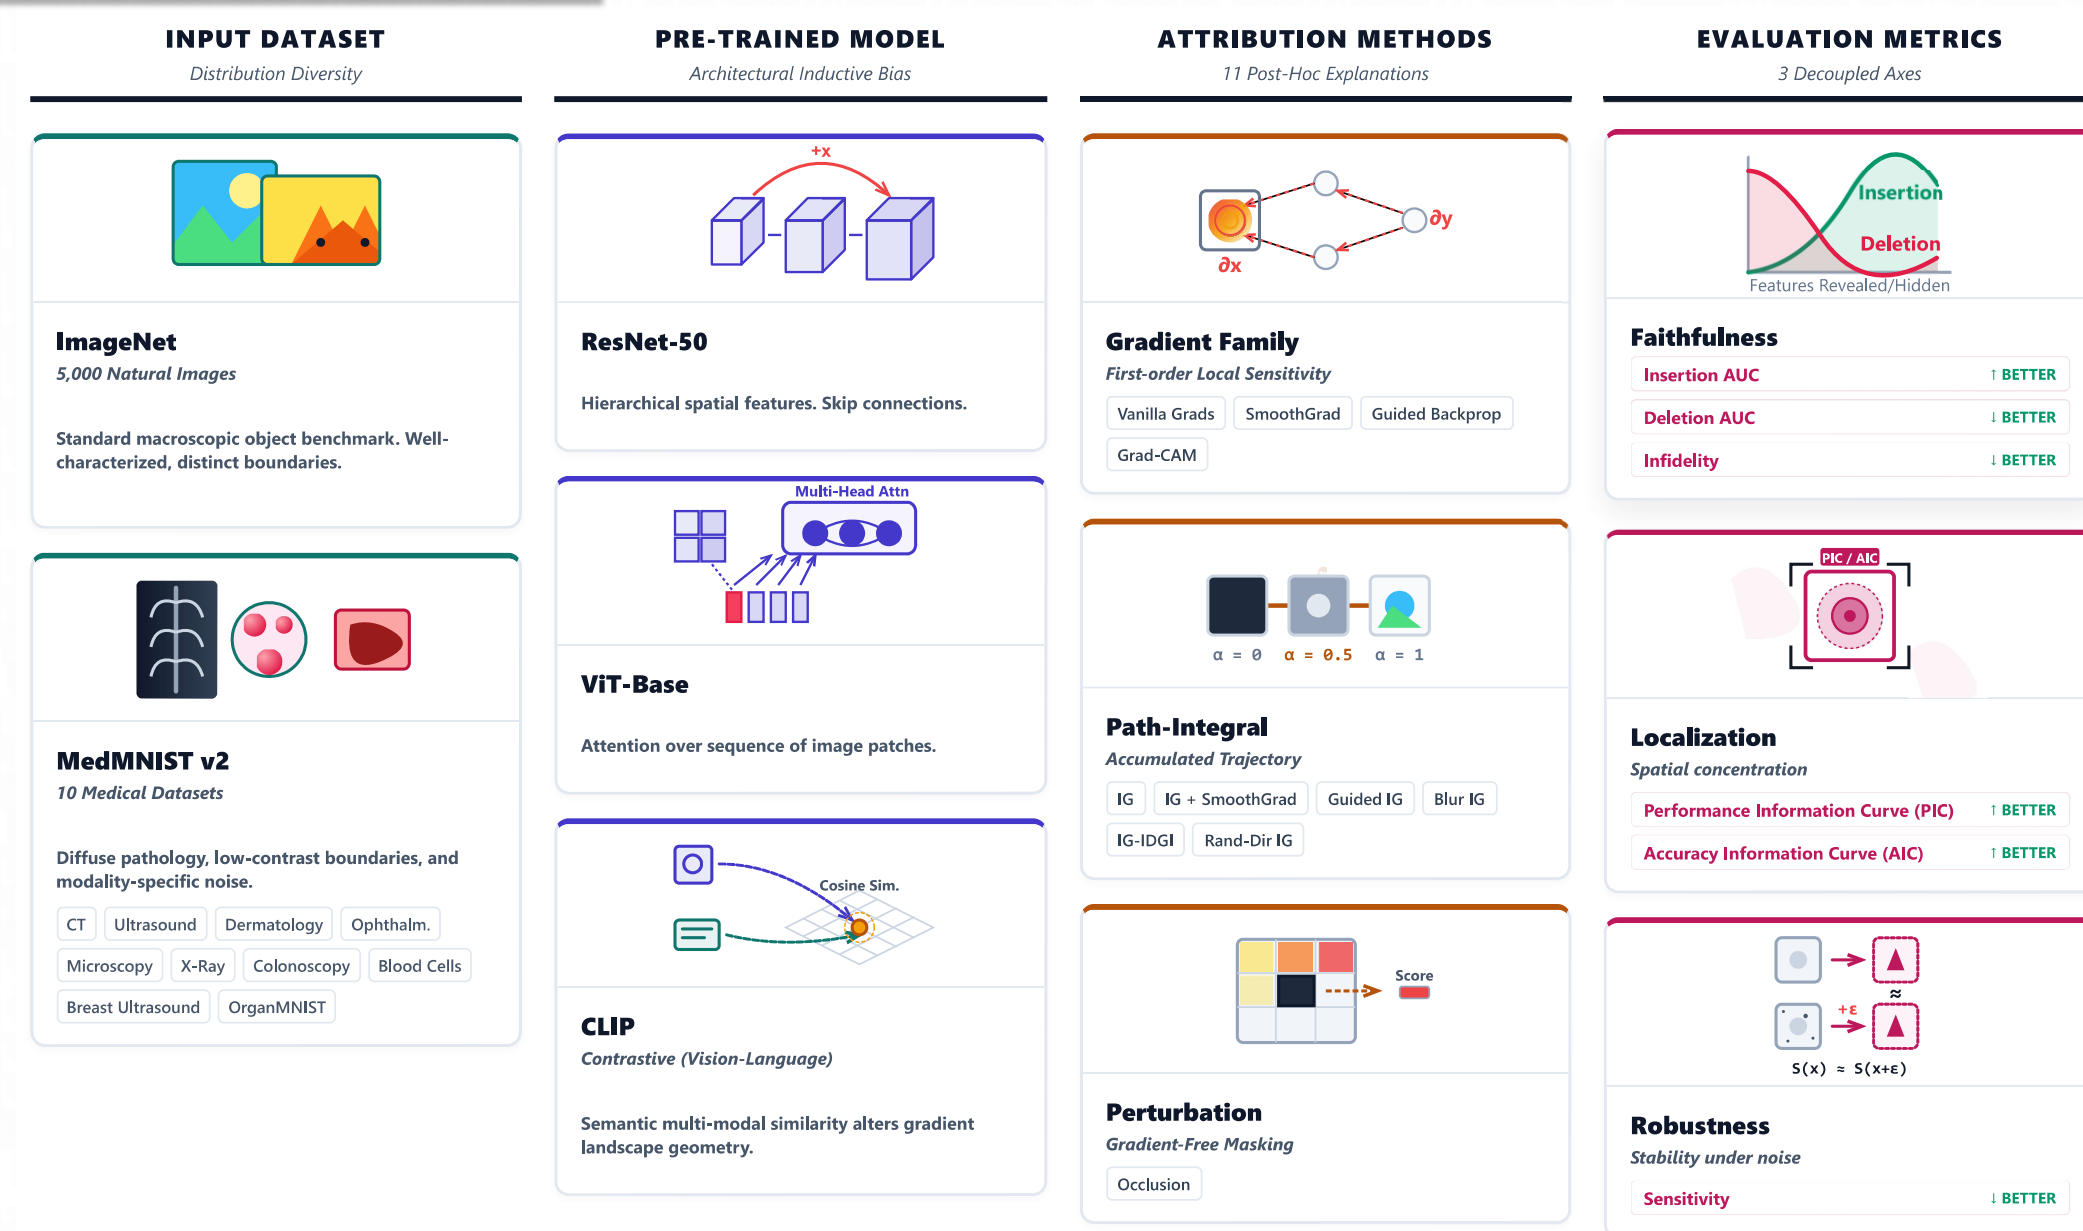 INPUT DATASET
Distribution Diversity
ImageNet
5,000 Natural Images
Standard macroscopic object benchmark. Well-
characterized, distinct boundaries.
MedMNIST v2
10 Medical Datasets
Diffuse pathology, low-contrast boundaries, and
modality-specific noise.
CT Ultrasound Dermatology Ophthalm.
Microscopy X-Ray Colonoscopy Blood Cells
Breast Ultrasound OrganMNIST
PRE-TRAINED MODEL
Architectural Inductive Bias
+x
ResNet-50
Hierarchical spatial features. Skip connections.
Multi-Head Attn
ViT-Base
Attention over sequence of image patches.
Cosine Sim.
CLIP
Contrastive (Vision-Language)
Semantic multi-modal similarity alters gradient
landscape geometry.
ATTRIBUTION METHODS
11 Post-Hoc Explanations
∂y
∂x
Gradient Family
First-order Local Sensitivity
Vanilla Grads SmoothGrad Guided Backprop
Grad-CAM
α = 0 α = 0.5 α = 1
Path-Integral
Accumulated Trajectory
IG IG + SmoothGrad Guided IG Blur IG
IG-IDGI Rand-Dir IG
Score
Perturbation
Gradient-Free Masking
Occlusion
EVALUATION METRICS
3 Decoupled Axes
Insertion
Deletion
Features Revealed/Hidden
Faithfulness
Insertion AUC ↑ BETTER
Deletion AUC ↓ BETTER
Infidelity ↓ BETTER
PIC / AIC
Localization
Spatial concentration
Performance Information Curve (PIC) ↑ BETTER
Accuracy Information Curve (AIC) ↑ BETTER
≈
+ε
S(x) ≈ S(x+ε)
Robustness
Stability under noise
Sensitivity ↓ BETTER